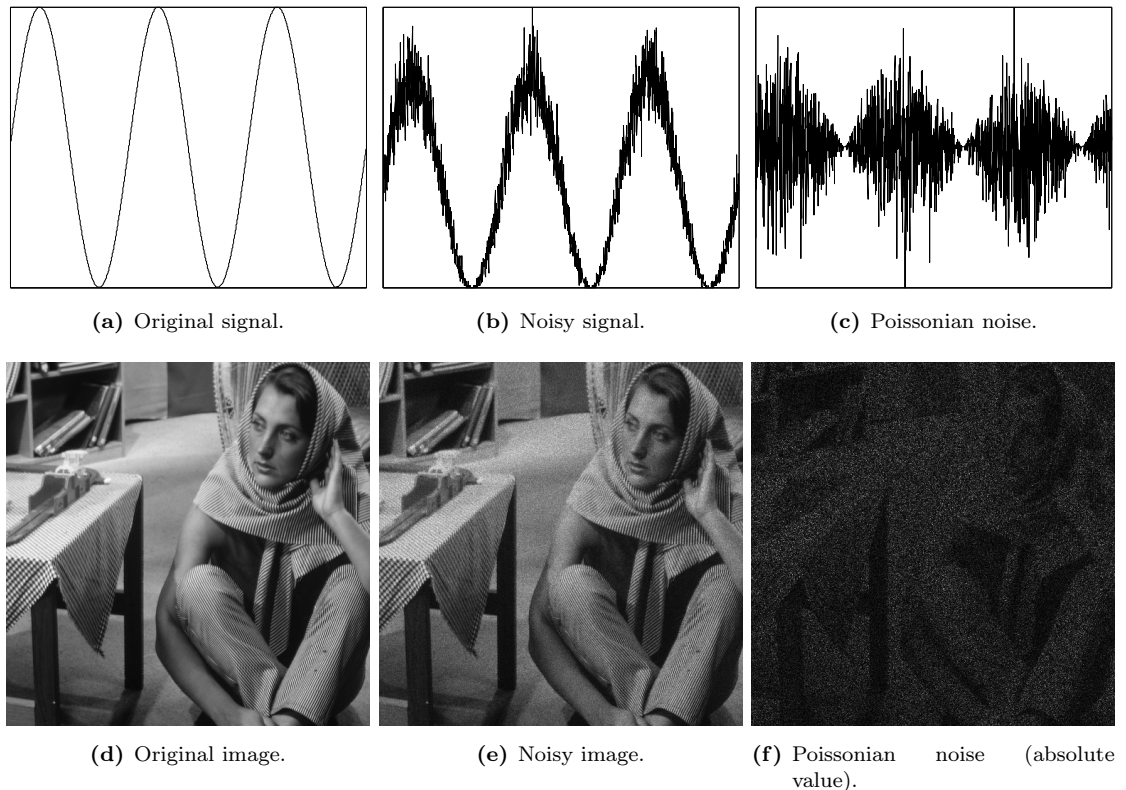 (a) Original signal.
(b) Noisy signal.
(c) Poissonian noise.
(d) Original image.
(e) Noisy image.
(f) Poissonian noise (absolute
value).